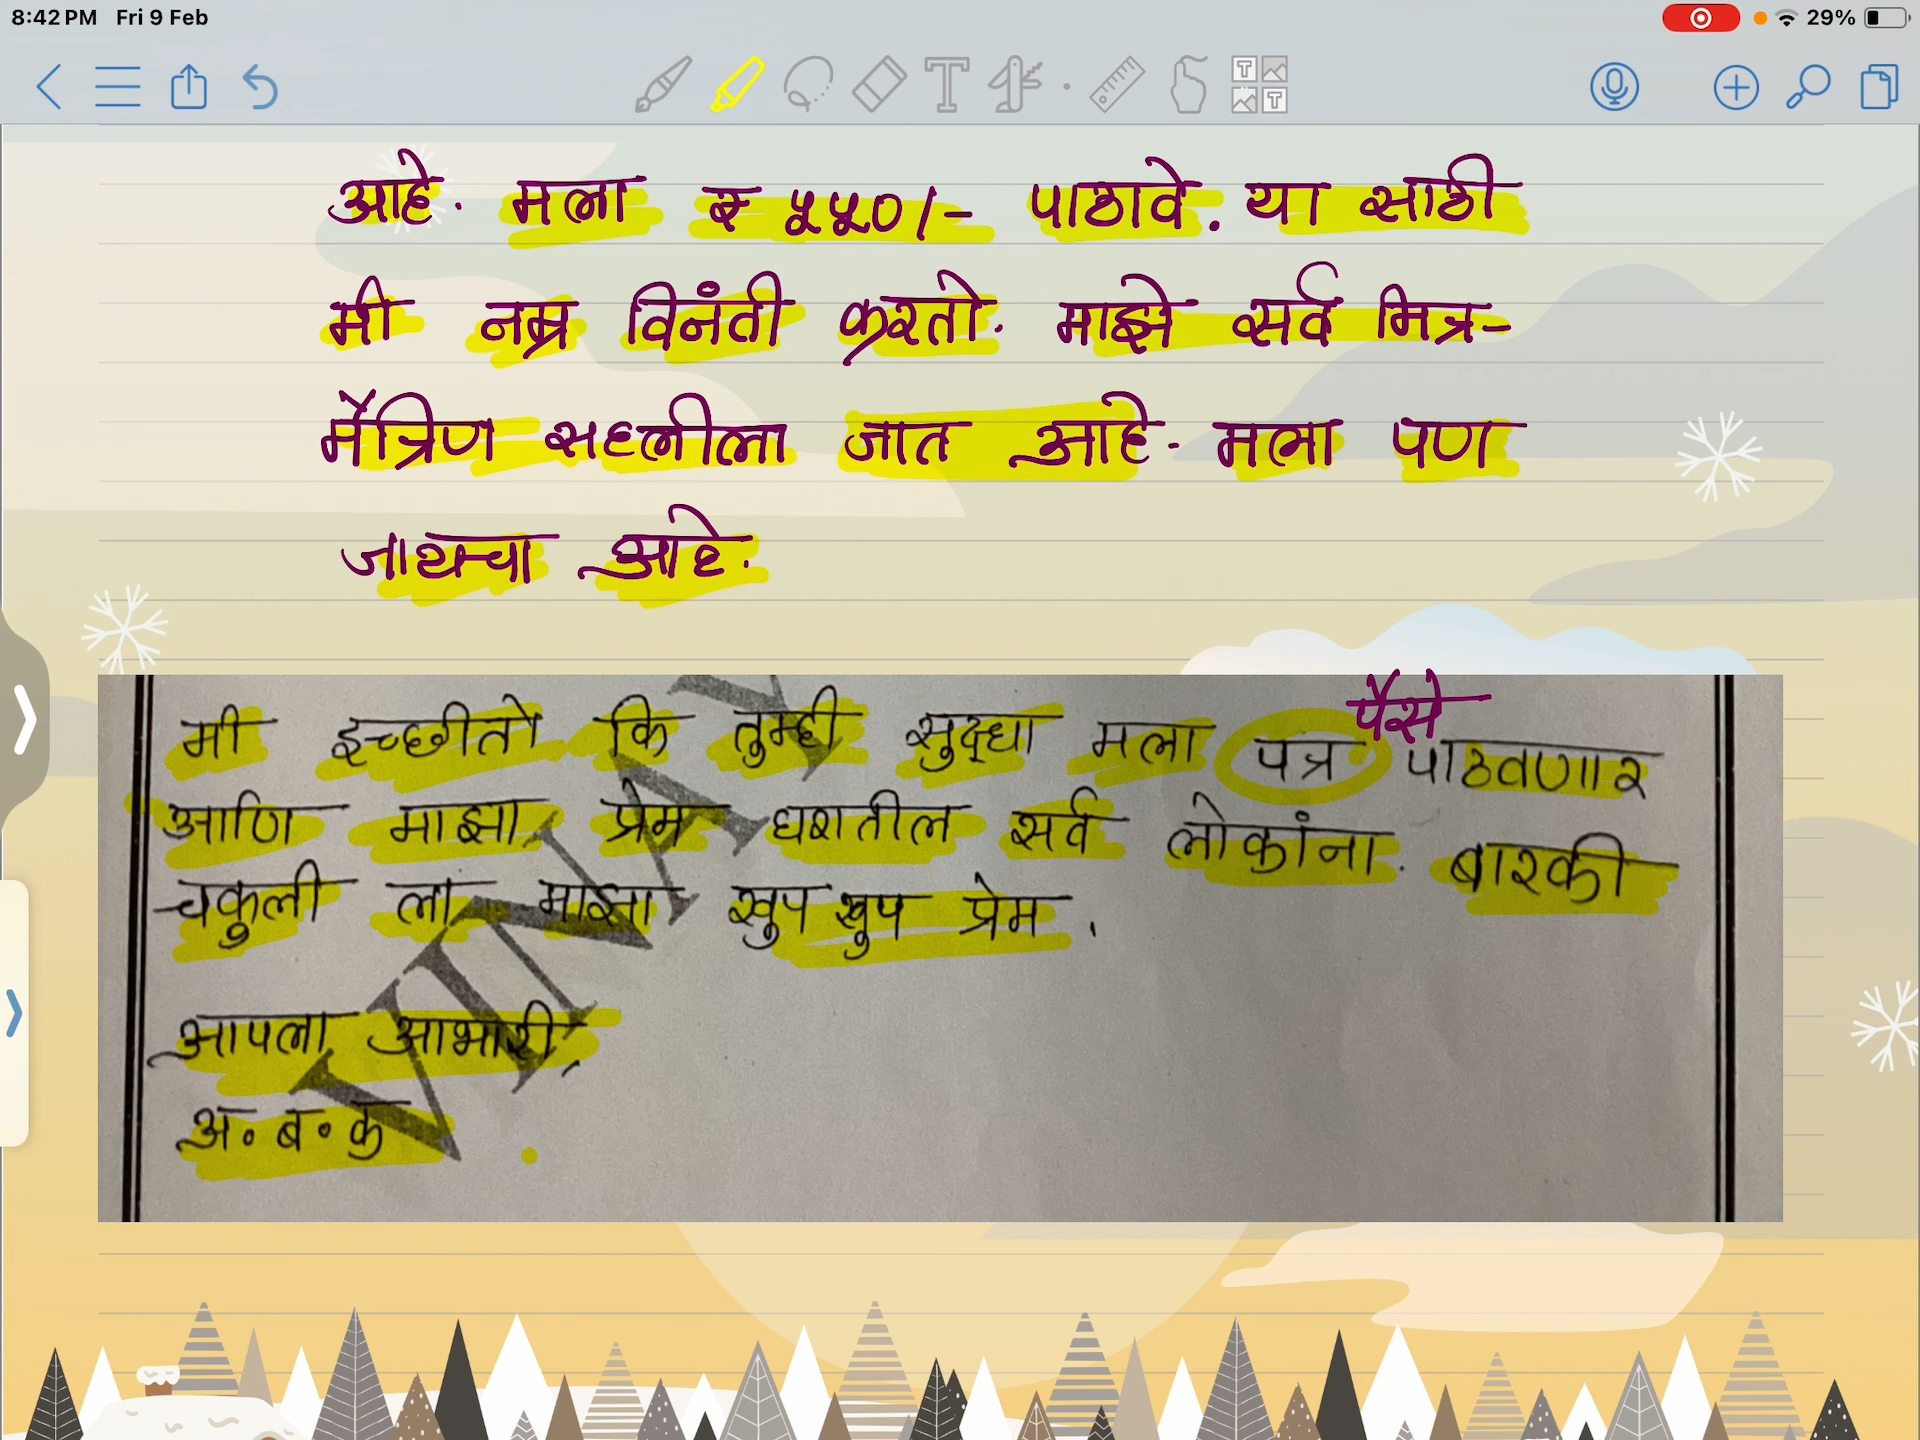 8:42 PM Fri 9 Feb 29%
आहे. मला रु ५५०/- पाठावे. या साठी
मी नम्र विनंती करतो. माझे सर्व मित्र-
मैत्रिण सहलीला जात आहे. मला पण
जायचा आहे.
पैसे
मी इच्छीतो कि तुम्ही सुद्धा मला पत्र पाठवणार
आणि माझा प्रेम घरातील सर्व लोकांना. बारकी
चकुली ला माझा खुप खुप प्रेम.
आपला आभारी,
अ.ब.क
VIINAY